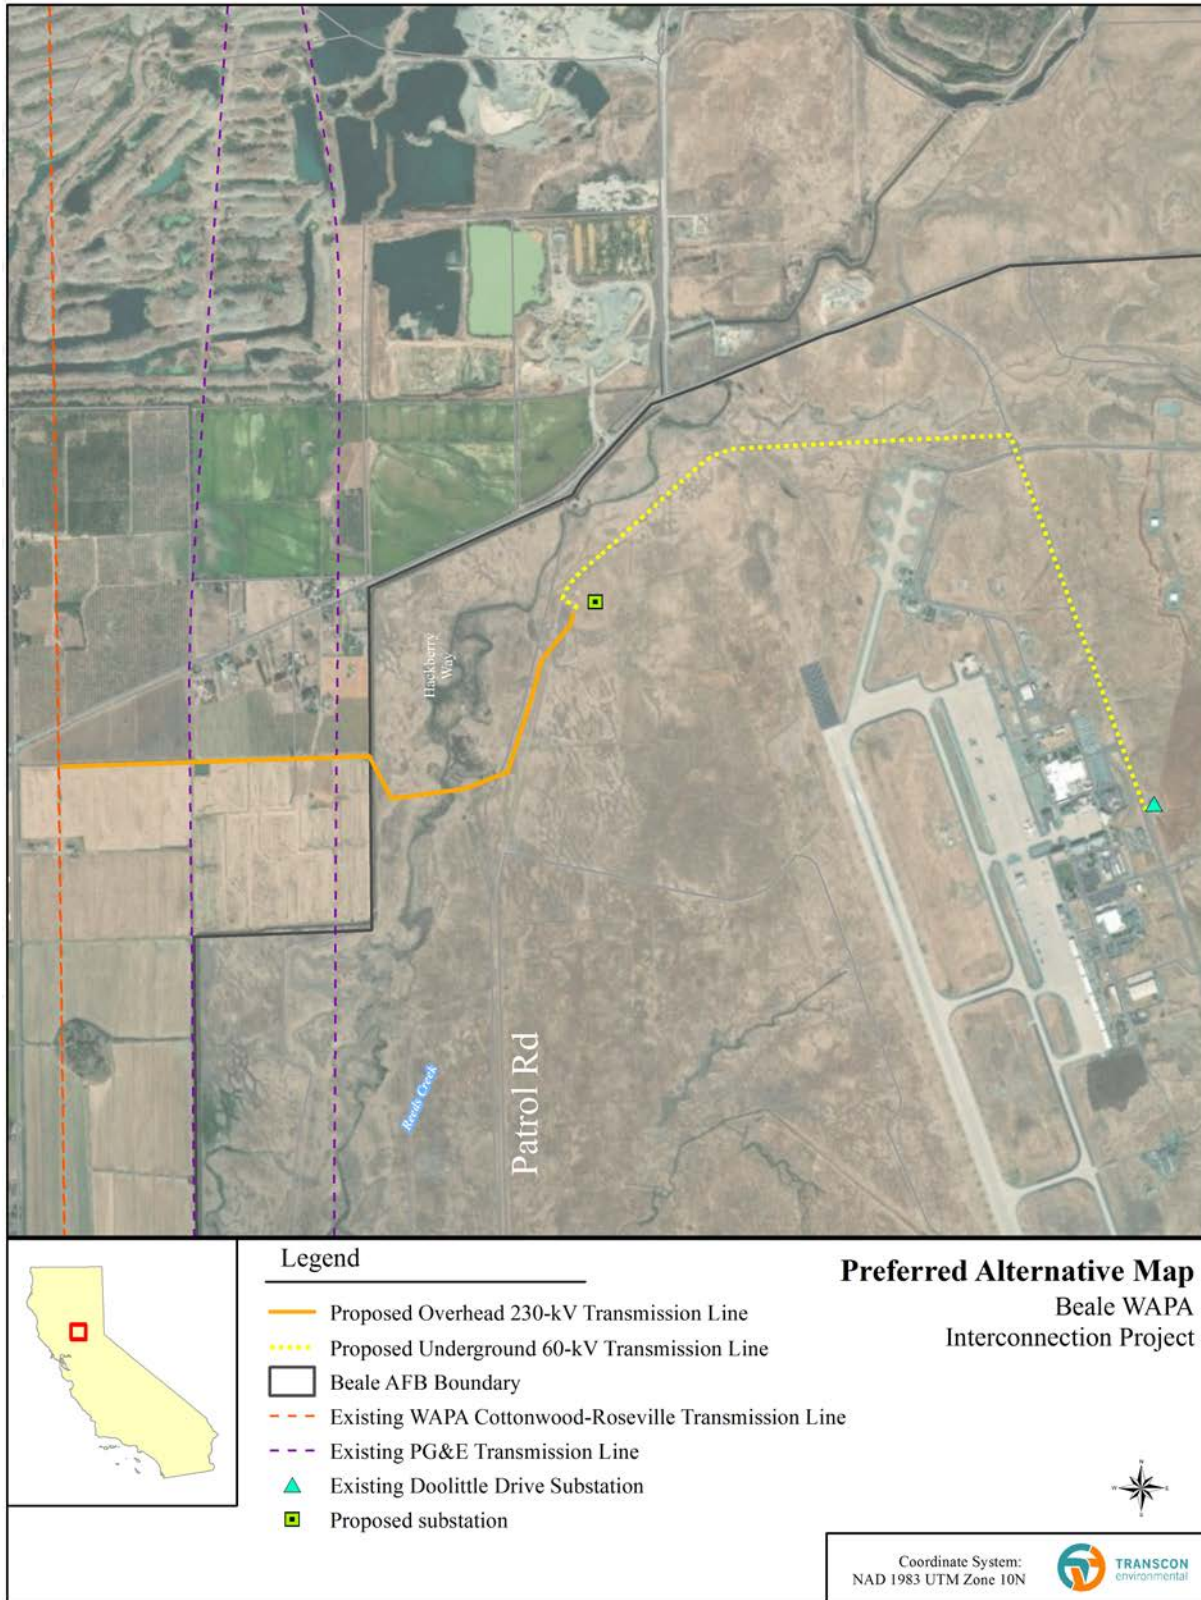 Hackberry
Way
Reeds Creek
Patrol Rd
Legend
Proposed Overhead 230-kV Transmission Line
Proposed Underground 60-kV Transmission Line
Beale AFB Boundary
Existing WAPA Cottonwood-Roseville Transmission Line
Existing PG&E Transmission Line
Existing Doolittle Drive Substation
Proposed substation
Preferred Alternative Map
Beale WAPA
Interconnection Project
N
W E
S
Coordinate System:
NAD 1983 UTM Zone 10N
TRANSCON
environmental